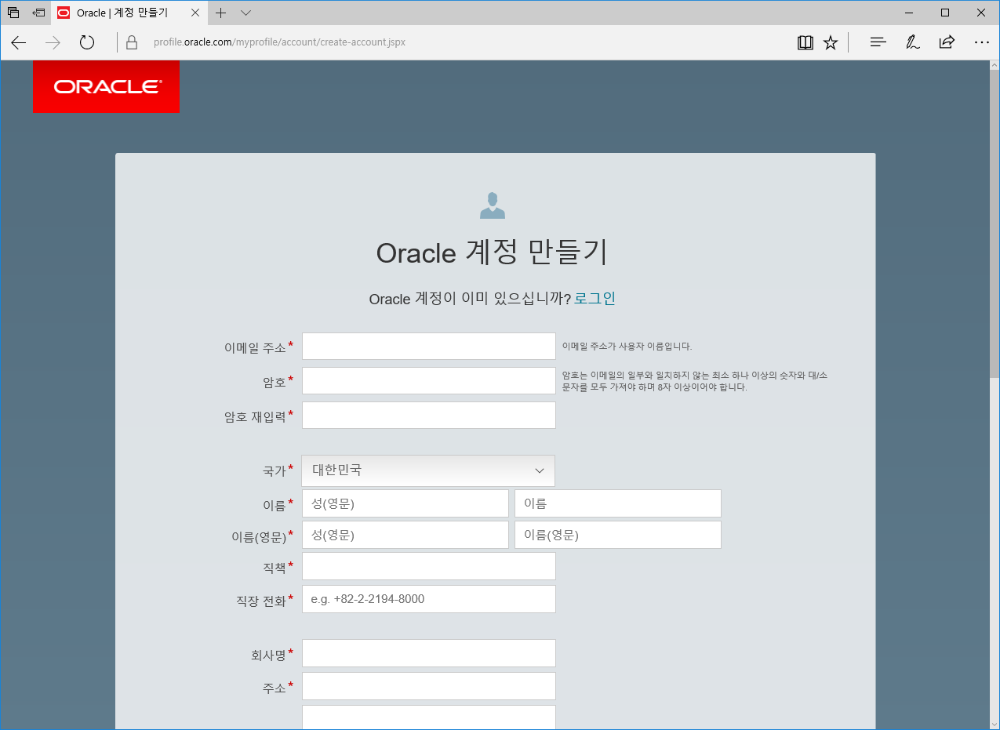 Oracle | 계정 만들기
profile.oracle.com/myprofile/account/create-account.jspx
ORACLE®
Oracle 계정 만들기
Oracle 계정이 이미 있으십니까? 로그인
이메일 주소* 이메일 주소가 사용자 이름입니다.
암호* 암호는 이메일의 일부와 일치하지 않는 최소 하나 이상의 숫자와 대/소
문자를 모두 가져야 하며 8자 이상이어야 합니다.
암호 재입력*
국가* 대한민국
이름* 성(영문) 이름
이름(영문)* 성(영문) 이름(영문)
직책*
직장 전화* e.g. +82-2-2194-8000
회사명*
주소*